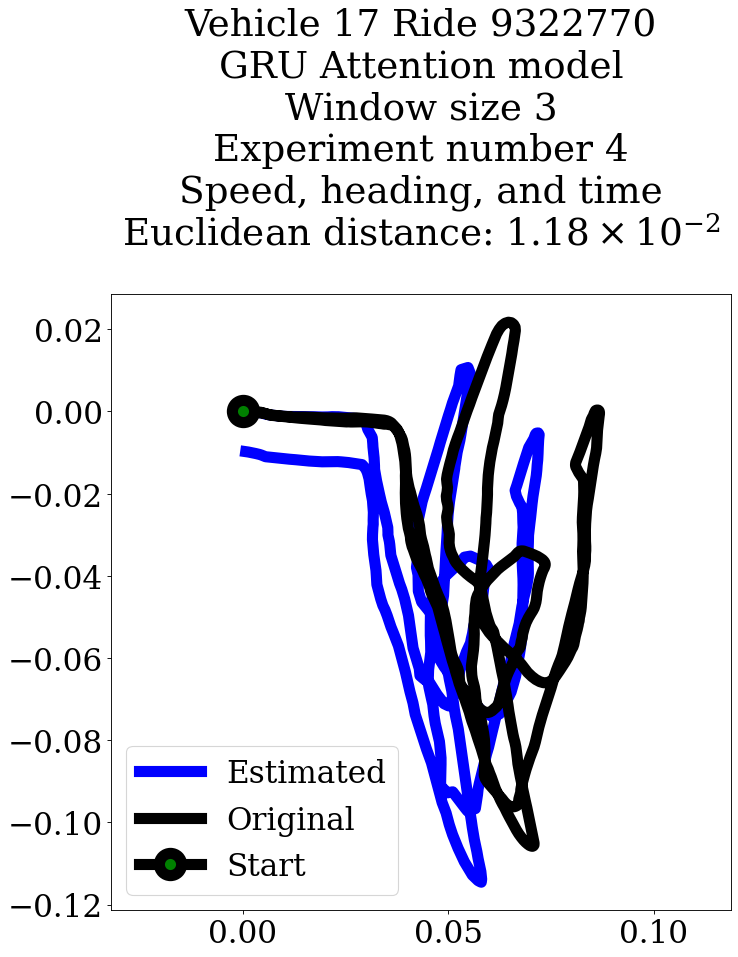 Vehicle 17 Ride 9322770
GRU Attention model
Window size 3
Experiment number 4
Speed, heading, and time
Euclidean distance: 1.18 × 10⁻²
0.02
0.00
−0.02
−0.04
−0.06
−0.08
−0.10
−0.12
Estimated
Original
Start
0.00 0.05 0.10